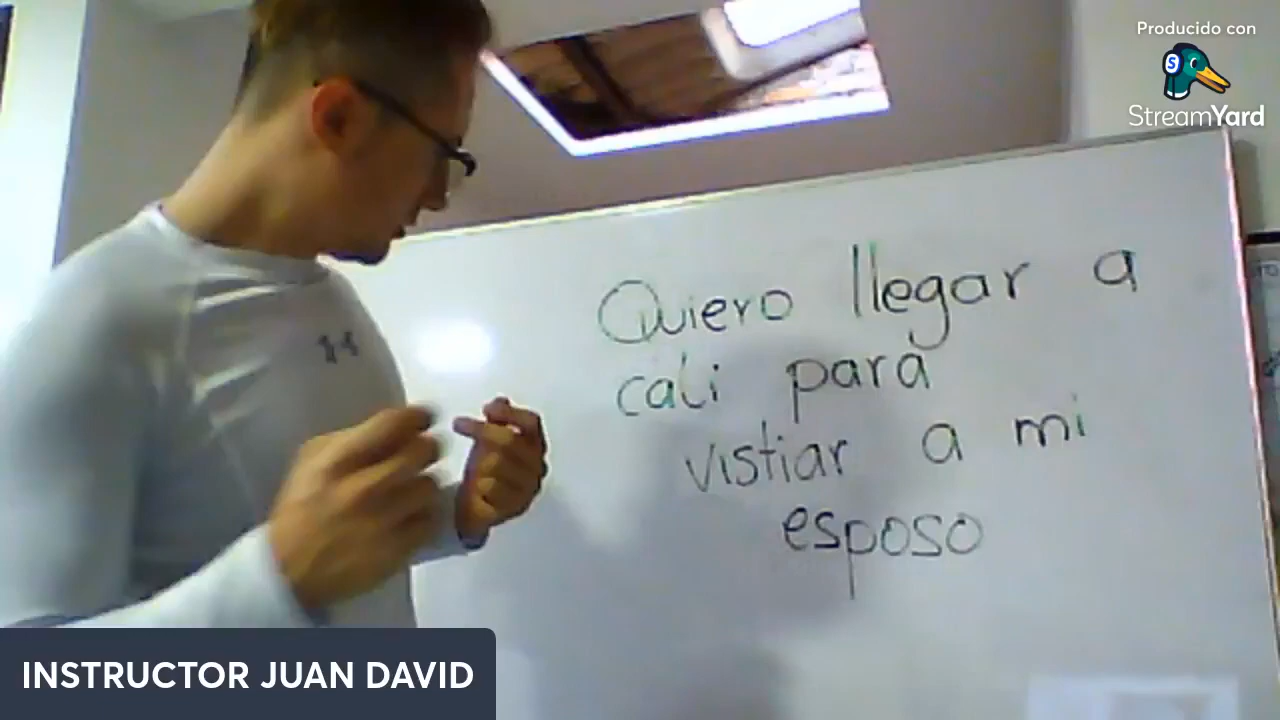 Producido con
StreamYard
Quiero llegar a
cali para
vistiar a mi
esposo
INSTRUCTOR JUAN DAVID